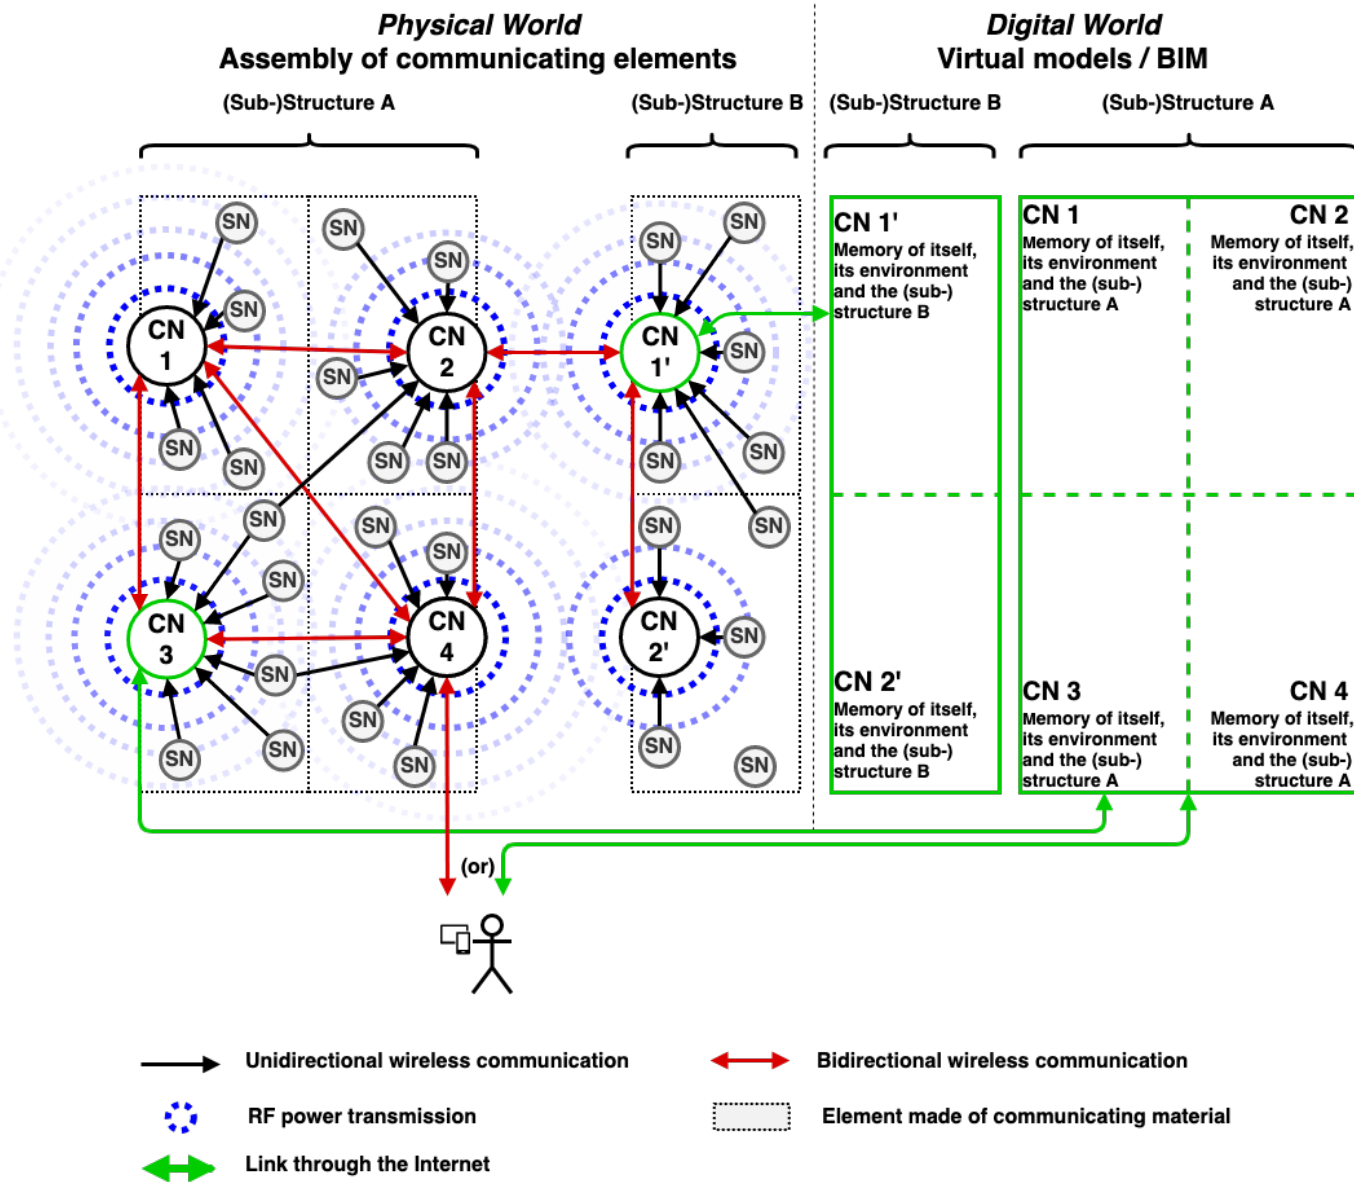 Physical World
Assembly of communicating elements
Digital World
Virtual models / BIM
(Sub-)Structure A
(Sub-)Structure B
(Sub-)Structure B
(Sub-)Structure A
SN
SN
CN
1
SN
SN
SN
SN
SN
CN
2
SN
SN
SN
SN
SN
CN
1'
SN
SN
SN
SN
SN
SN
SN
CN
3
SN
SN
SN
SN
SN
SN
CN
4
SN
SN
SN
CN
2'
SN
SN
SN
CN 1'
Memory of itself,
its environment
and the (sub-)
structure B
CN 2'
Memory of itself,
its environment
and the (sub-)
structure B
CN 1
Memory of itself,
its environment
and the (sub-)
structure A
CN 2
Memory of itself,
its environment
and the (sub-)
structure A
CN 3
Memory of itself,
its environment
and the (sub-)
structure A
CN 4
Memory of itself,
its environment
and the (sub-)
structure A
(or)
Unidirectional wireless communication
Bidirectional wireless communication
RF power transmission
Element made of communicating material
Link through the Internet